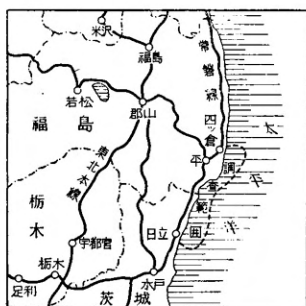 米沢
福島
常磐線
四ツ倉
若松
郡山
福島
東北本線
平
太平洋
調査範囲
栃木
宇都宮
日立
栃木
水戸
足利
茨城